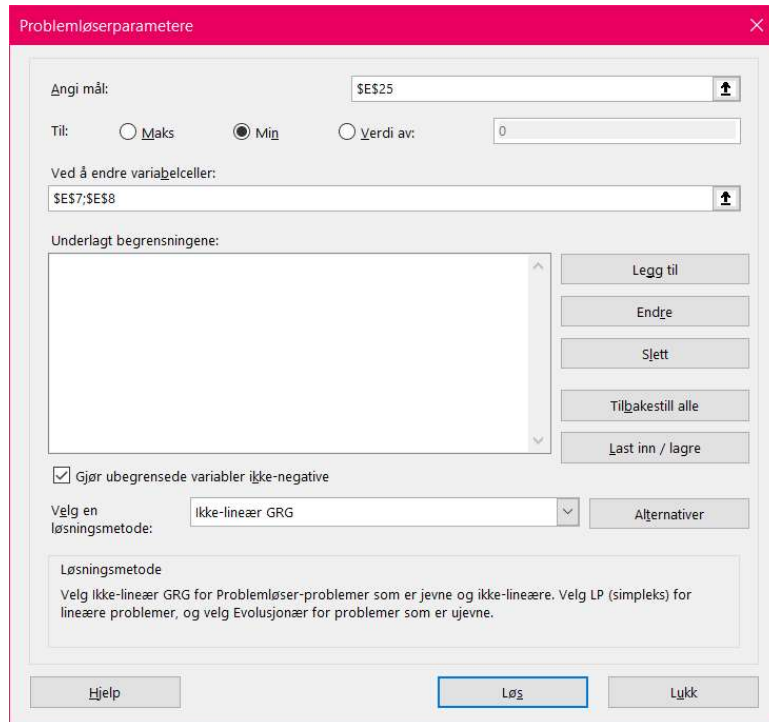 Problemløserparametere
Angi mål:
$E$25
Til:
Maks
Min
Verdi av:
0
Ved å endre variabelceller:
$E$7;$E$8
Underlagt begrensningene:
Legg til
Endre
Slett
Tilbakestill alle
Last inn / lagre
Gjør ubegrensede variabler ikke-negative
Velg en
løsningsmetode:
Ikke-lineær GRG
Alternativer
Løsningsmetode
Velg Ikke-lineær GRG for Problemløser-problemer som er jevne og ikke-lineære. Velg LP (simpleks) for
lineære problemer, og velg Evolusjonær for problemer som er ujevne.
Hjelp
Løs
Lukk